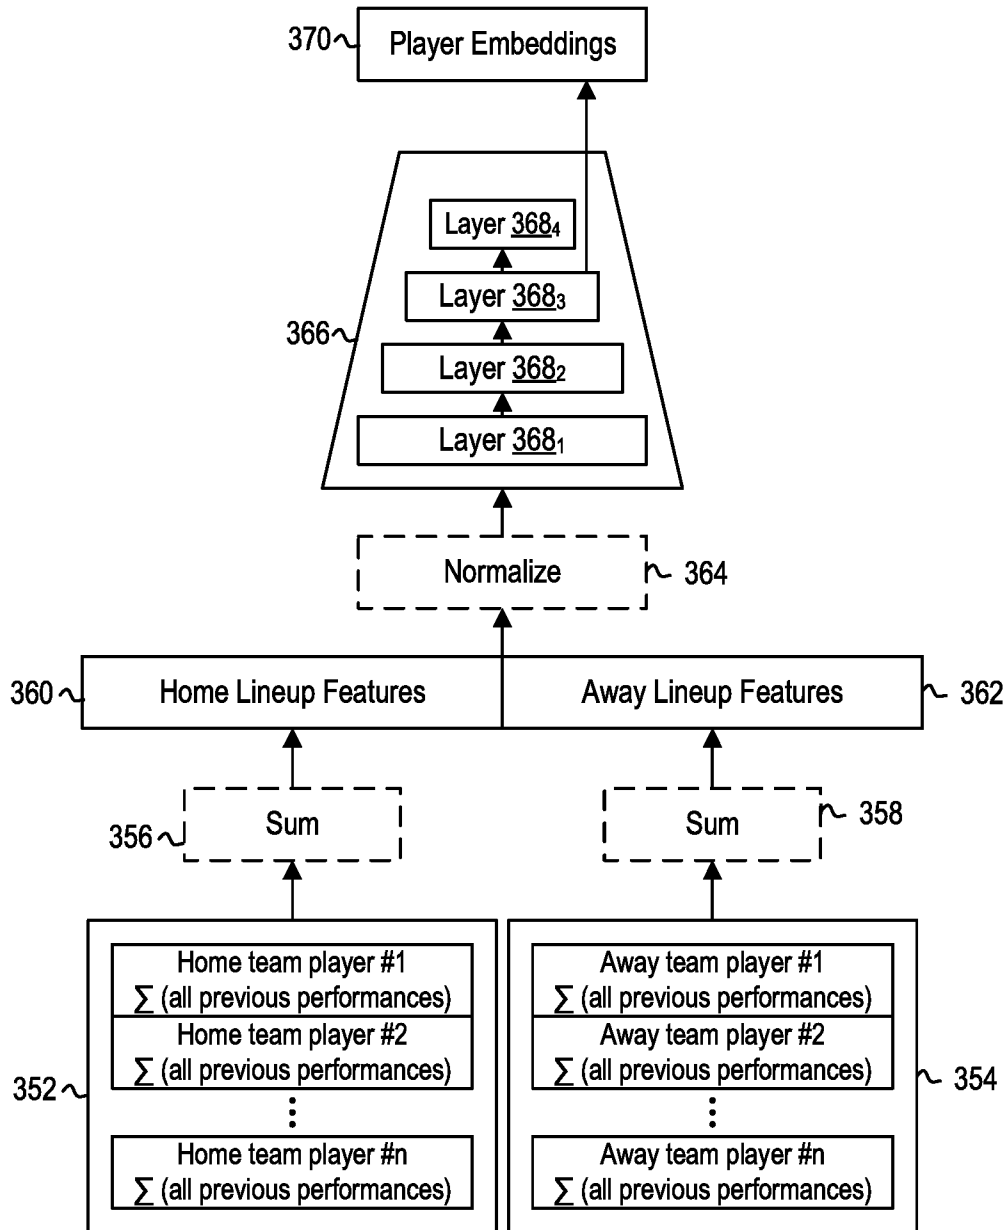 370
Player Embeddings
Layer 368₄
Layer 368₃
366
Layer 368₂
Layer 368₁
Normalize
364
360
Home Lineup Features
Away Lineup Features
362
356
Sum
Sum
358
Home team player #1
∑ (all previous performances)
Home team player #2
∑ (all previous performances)
⋮
Home team player #n
∑ (all previous performances)
352
Away team player #1
∑ (all previous performances)
Away team player #2
∑ (all previous performances)
⋮
Away team player #n
∑ (all previous performances)
354